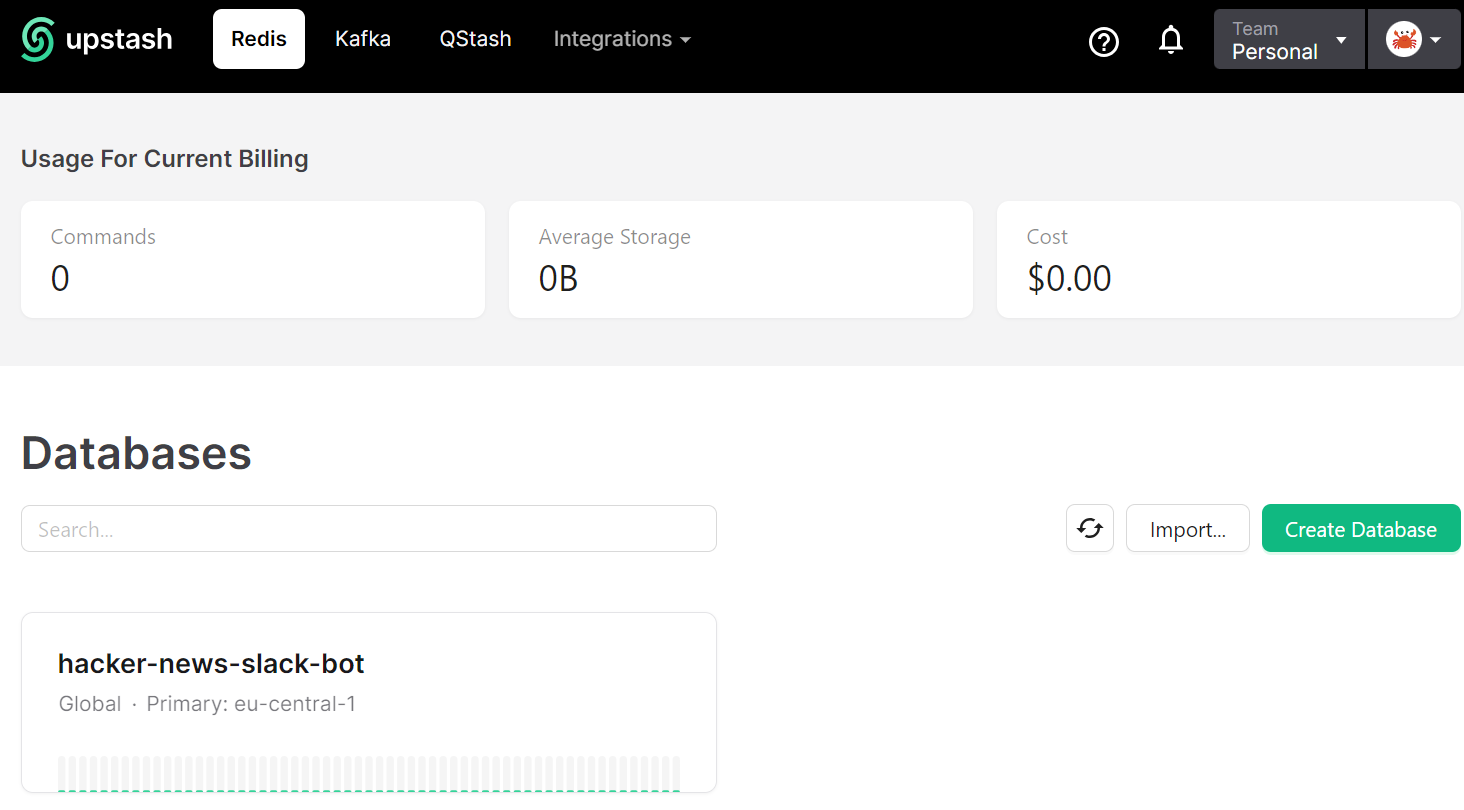 upstash Redis Kafka QStash Integrations Team
Personal
Usage For Current Billing
Commands Average Storage Cost
0 0B $0.00
Databases
Search... Import... Create Database
hacker-news-slack-bot
Global · Primary: eu-central-1